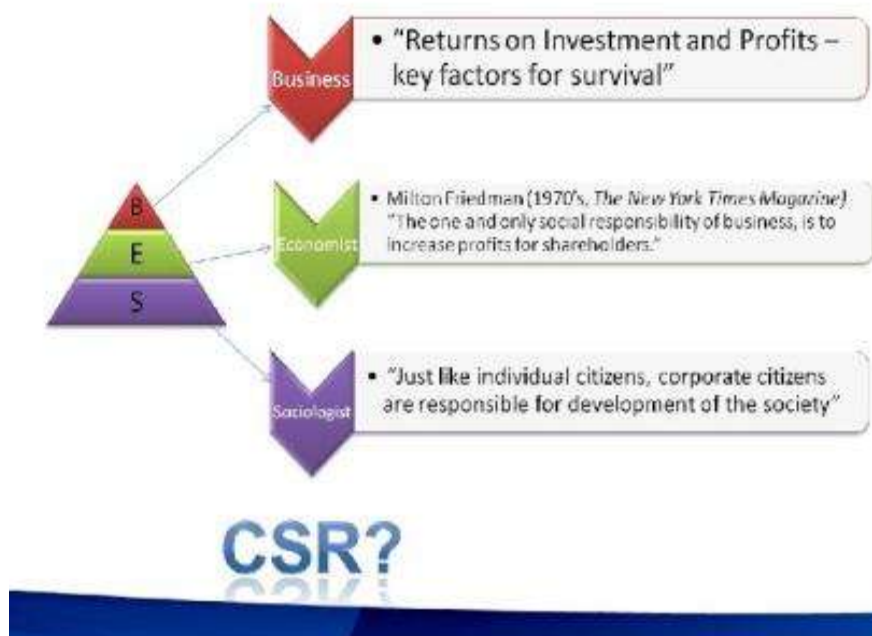 Business
• “Returns on Investment and Profits –
key factors for survival”
B
E
S
Economist
• Milton Friedman (1970's, The New York Times Magazine)
“The one and only social responsibility of business, is to
increase profits for shareholders.”
Sociologist
• “Just like individual citizens, corporate citizens
are responsible for development of the society”
CSR?